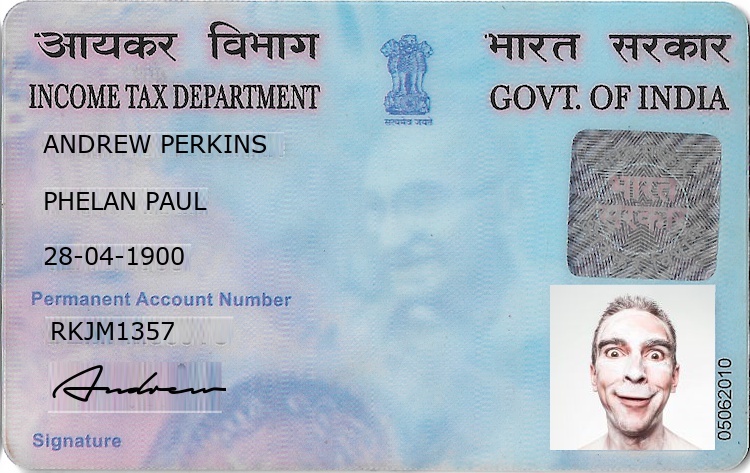 आयकर विभाग
भारत सरकार
INCOME TAX DEPARTMENT
GOVT. OF INDIA
सत्यमेव जयते
ANDREW PERKINS
PHELAN PAUL
28-04-1900
भारत
सरकार
Permanent Account Number
RKJM1357
Andrew
Signature
05062010